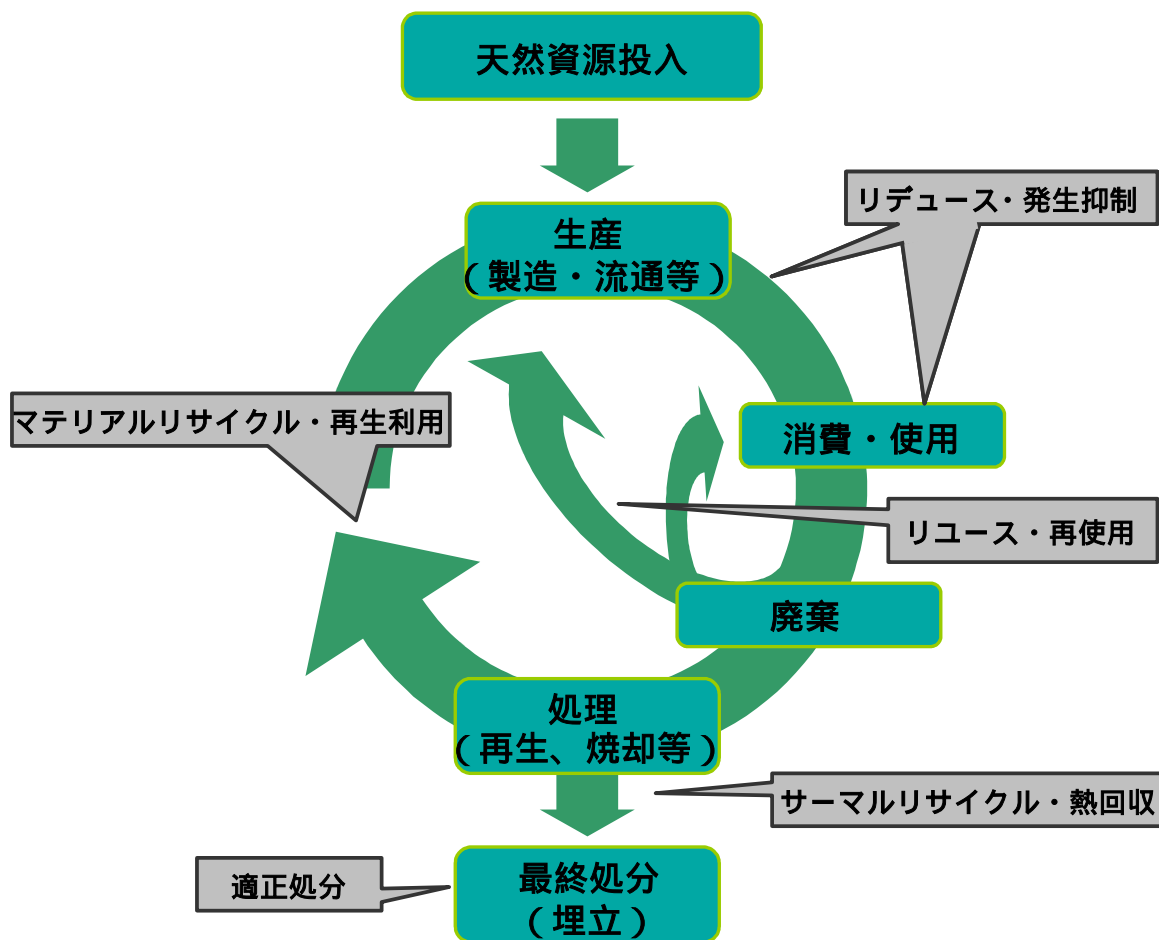 天然資源投入
リデュース・発生抑制
生産
（製造・流通等）
マテリアルリサイクル・再生利用
消費・使用
リユース・再使用
廃棄
処理
（再生、焼却等）
サーマルリサイクル・熱回収
適正処分
最終処分
（埋立）